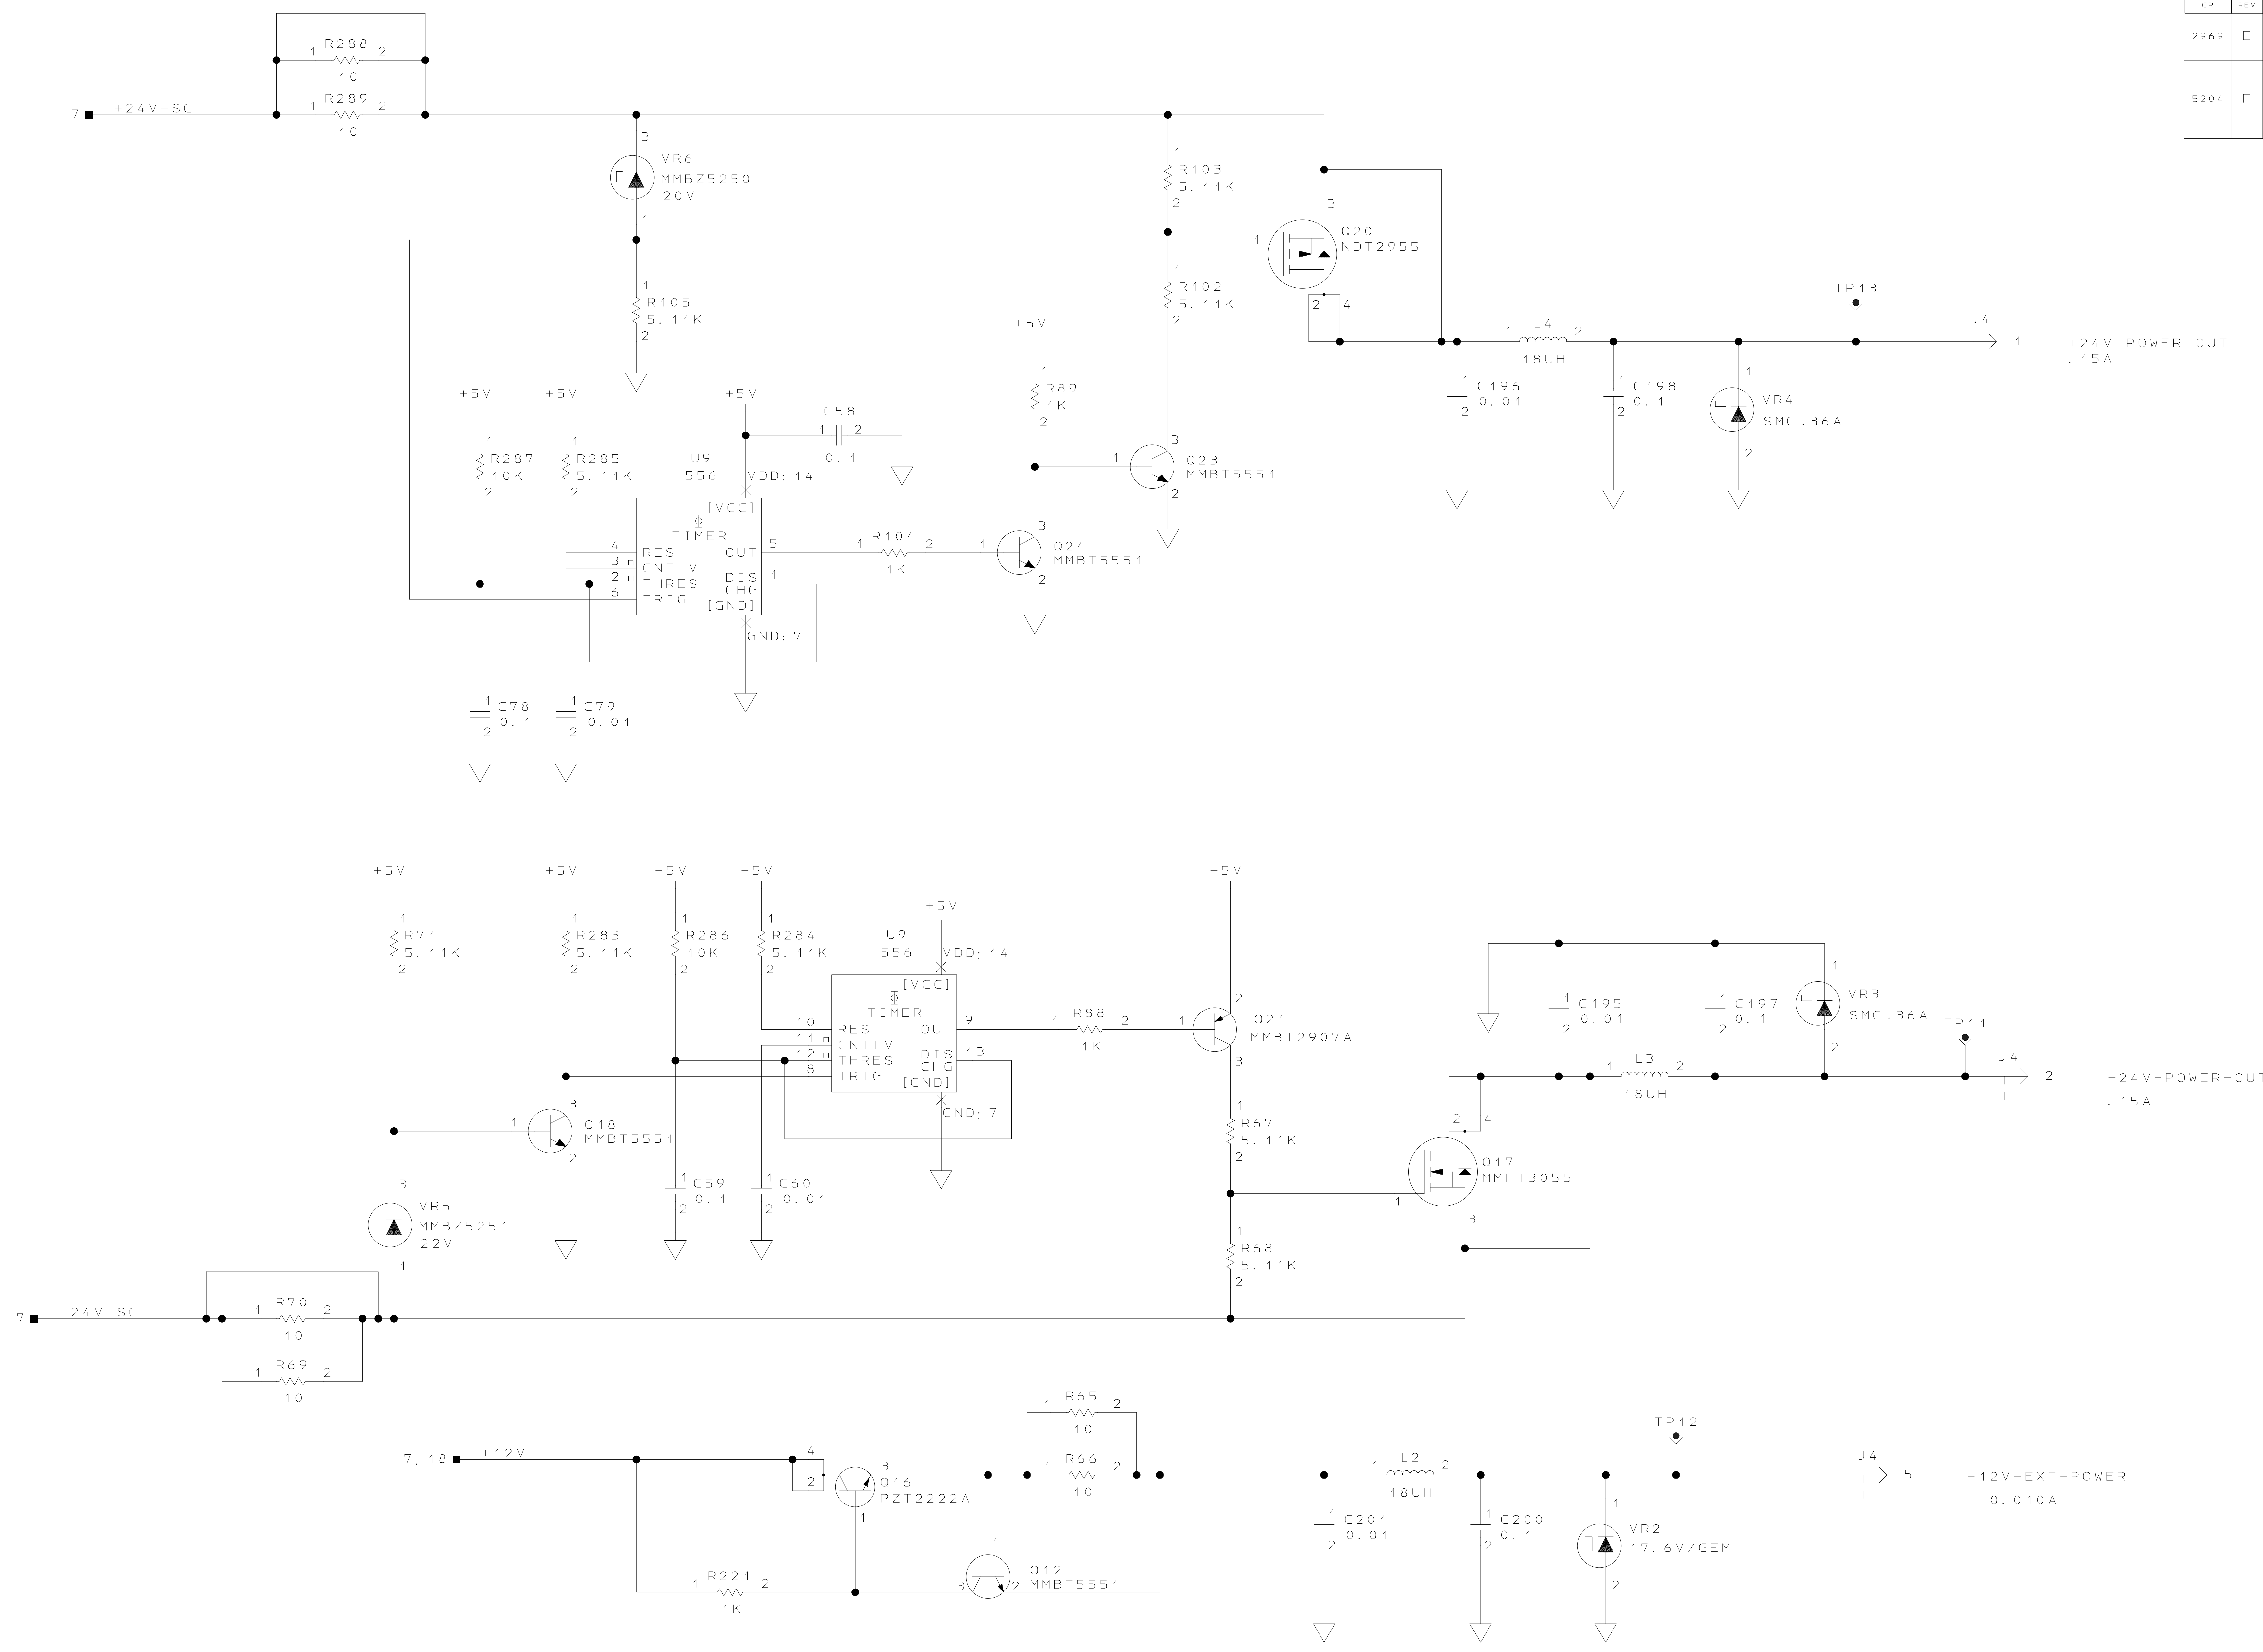 CR REV
2969 E
5204 F
1 R288 2
10
7 +24V-SC
1 R289 2
10
3
VR6
MMBZ5250
20V
1
1
R105
5.11K
2
1
R103
5.11K
2
1
R102
5.11K
2
1
3
Q20
NDT2955
2 4
TP13
1 L4 2
18UH
J4
1
+24V-POWER-OUT
.15A
1
C196
0.01
2
1
C198
0.1
2
1
VR4
SMCJ36A
2
+5V
1
R287
10K
2
+5V
1
R285
5.11K
2
+5V
C58
1 2
0.1
U9
556
VDD;14
[VCC]
Φ
TIMER
4 RES OUT 5
3 CNTLV
2 THRES DIS 1
CHG
6 TRIG
[GND]
GND;7
1
C78
0.1
2
1
C79
0.01
2
1 R104 2
1K
+5V
1
R89
1K
2
1
3
Q24
MMBT5551
2
1
3
Q23
MMBT5551
2
+5V
1
R71
5.11K
2
+5V
1
R283
5.11K
2
+5V
1
R286
10K
2
+5V
1
R284
5.11K
2
+5V
U9
556
VDD;14
[VCC]
Φ
TIMER
10 RES OUT 9
11 CNTLV
12 THRES DIS 13
CHG
8 TRIG
[GND]
GND;7
1
3
Q18
MMBT5551
2
1
C59
0.1
2
1
C60
0.01
2
3
VR5
MMBZ5251
22V
1
7 -24V-SC
1 R70 2
10
1 R69 2
10
1 R88 2
1K
+5V
2
1
Q21
MMBT2907A
3
1
R67
5.11K
2
1
R68
5.11K
2
1
C195
0.01
2
1
C197
0.1
2
1
VR3
SMCJ36A
2
TP11
1 L3 2
18UH
J4
2
-24V-POWER-OUT
.15A
2 4
Q17
MMFT3055
1
3
7,18 +12V
4
2
3
Q16
PZT2222A
1
1 R65 2
10
1 R66 2
10
1 R221 2
1K
1
Q12
MMBT5551
3 2
1 L2 2
18UH
1
C201
0.01
2
1
C200
0.1
2
TP12
1
VR2
17.6V/GEM
2
J4
5
+12V-EXT-POWER
0.010A